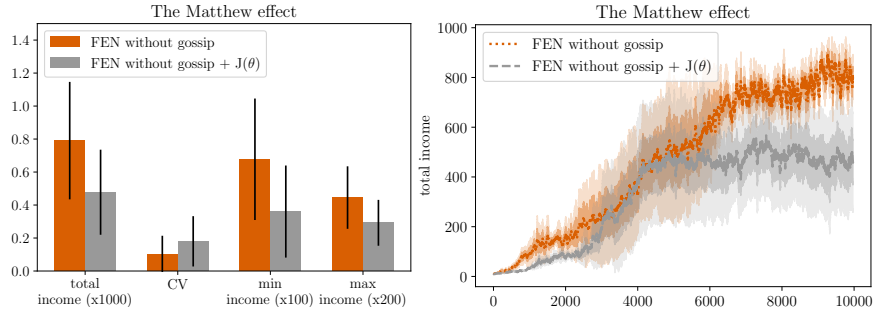 The Matthew effect
1.4
1.2
1.0
0.8
0.6
0.4
0.2
0.0
FEN without gossip
FEN without gossip + J(θ)
total
income (x1000)
CV
min
income (x100)
max
income (x200)
The Matthew effect
total income
1000
800
600
400
200
0
FEN without gossip
FEN without gossip + J(θ)
0
2000
4000
6000
8000
10000